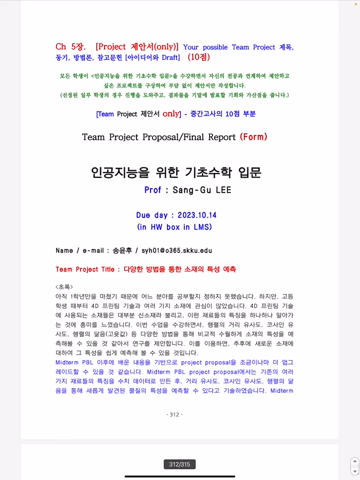 Ch 5장.  [Project 제안서(only)] Your possible Team Project 제목,
동기, 방법론, 참고문헌 [아이디어와 Draft]  (10점)
모든 학생이 <인공지능을 위한 기초수학 입문>을 수강하면서 자신의 전공과 연계하여 제안하고
싶은 프로젝트를 구상하여 부담 없이 제안서만 작성합니다.
(선정된 일부 학생의 경우 진행을 도와주고, 결과물을 기말에 발표할 기회와 가산점을 줍니다.)
[Team Project 제안서 only] - 중간고사의 10점 부분
Team Project Proposal/Final Report (Form)
인공지능을 위한 기초수학 입문
Prof : Sang-Gu LEE
Due day : 2023.10.14
(in HW box in LMS)
Name / e-mail : 송윤후 / syh01@o365.skku.edu
Team Project Title : 다양한 방법을 통한 소재의 특성 예측
<초록>
아직 1학년만을 마쳤기 때문에 어느 분야를 공부할지 정하지 못했습니다. 하지만, 고등
학생 때부터 4D 프린팅 기술과 여러 가지 소재에 관심이 많았습니다. 4D 프린팅 기술
에 사용되는 소재들은 대부분 신소재라 불리고, 이런 재료들의 특징을 하나하나 알아가
는 것에 흥미를 느꼈습니다. 이번 수업을 수강하면서, 행렬의 거리 유사도, 코사인 유
사도, 행렬의 닮음(고윳값) 등 다양한 방법을 통해 비교적 수월하게 소재의 특성을 예
측해볼 수 있을 것 같아서 연구를 제안합니다. 이를 이용하면, 추후에 새로운 소재에
대하여 그 특성을 쉽게 예측해 볼 수 있을 것입니다.
Midterm PBL 이후에 배운 내용을 기반으로 project proposal을 조금이나마 더 업그
레이드할 수 있을 것 같습니다. Midterm PBL project proposal에서는 기존의 여러
가지 재료들의 특징을 수치 데이터로 만든 후, 거리 유사도, 코사인 유사도, 행렬의 닮
음을 통해 새롭게 발견된 물질의 특성을 예측할 수 있다고 기술하였습니다. Midterm
- 312 -
312/315